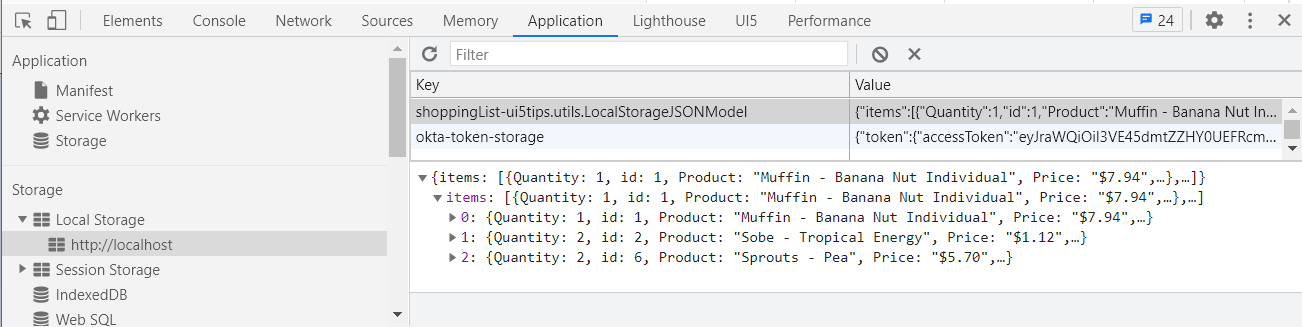 Elements Console Network Sources Memory Application Lighthouse UI5 Performance 24
Application
Manifest
Service Workers
Storage
Storage
Local Storage
http://localhost
Session Storage
IndexedDB
Web SQL
Filter
Key Value
shoppingList-ui5tips.utils.LocalStorageJSONModel {"items":[{"Quantity":1,"id":1,"Product":"Muffin - Banana Nut In...
okta-token-storage {"token":{"accessToken":"eyJraWQiOiI3VE45dmtZZHY0UEFRcm...
{items: [{Quantity: 1, id: 1, Product: "Muffin - Banana Nut Individual", Price: "$7.94",…},…]}
items: [{Quantity: 1, id: 1, Product: "Muffin - Banana Nut Individual", Price: "$7.94",…},…]
0: {Quantity: 1, id: 1, Product: "Muffin - Banana Nut Individual", Price: "$7.94",…}
1: {Quantity: 2, id: 2, Product: "Sobe - Tropical Energy", Price: "$1.12",…}
2: {Quantity: 2, id: 6, Product: "Sprouts - Pea", Price: "$5.70",…}